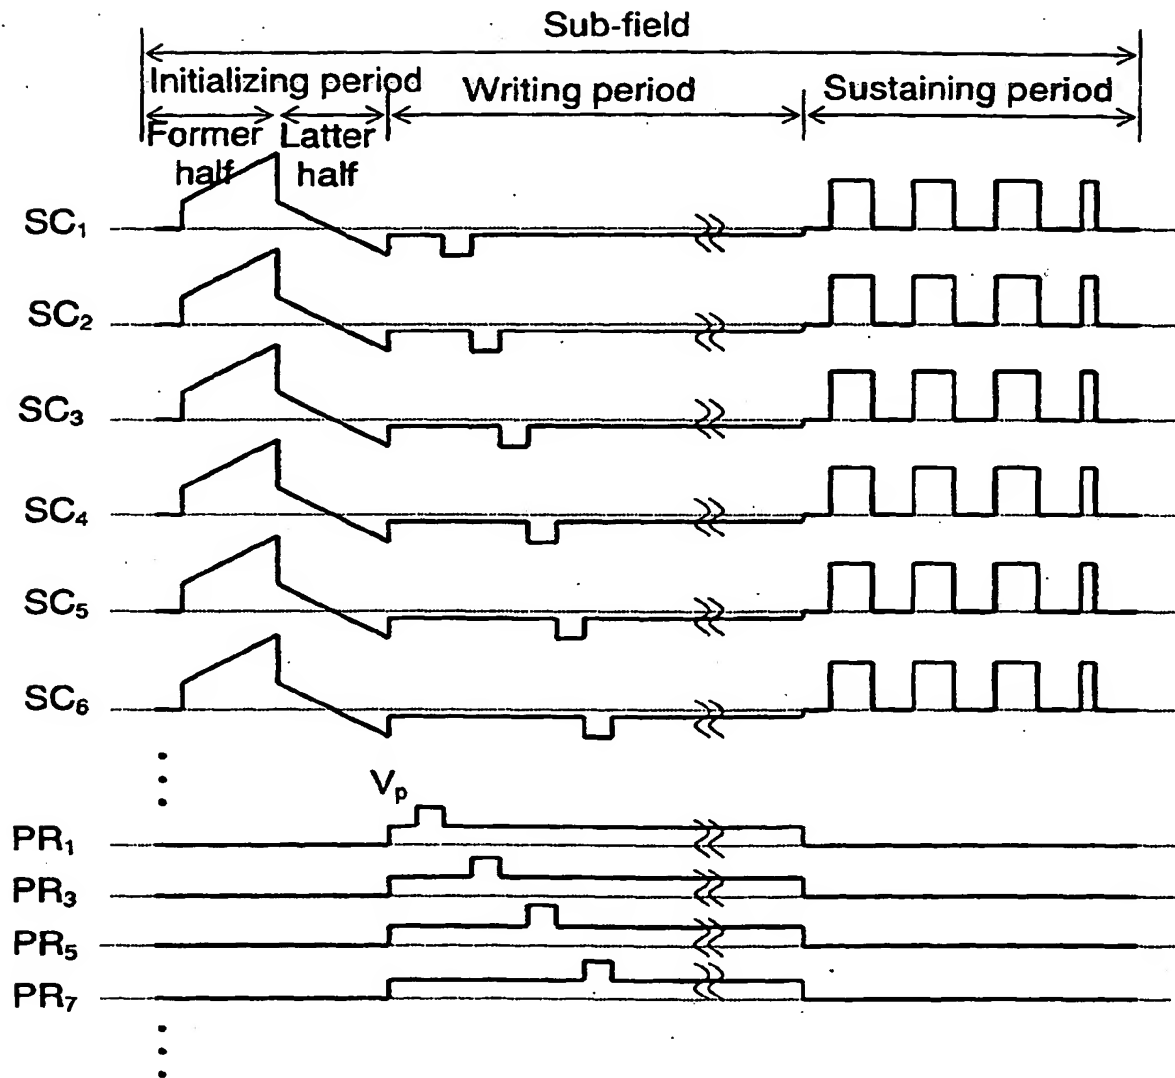 Sub-field
Initializing period Writing period Sustaining period
Former Latter
half half
SC₁
SC₂
SC₃
SC₄
SC₅
SC₆
Vₚ
PR₁
PR₃
PR₅
PR₇